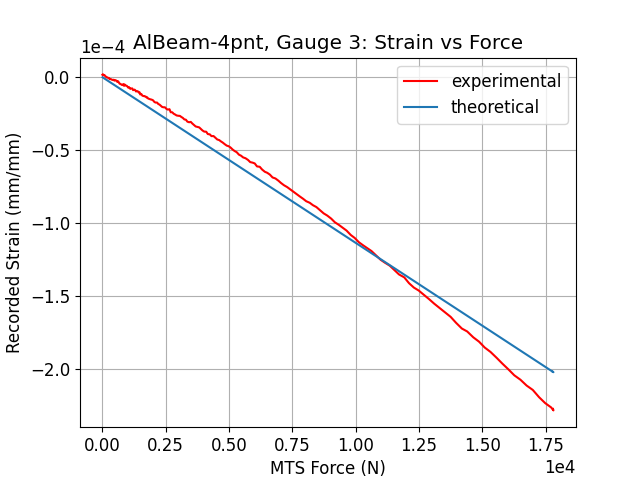 1e−4
AlBeam-4pnt, Gauge 3: Strain vs Force
experimental
theoretical
0.0
−0.5
−1.0
−1.5
−2.0
Recorded Strain (mm/mm)
0.00 0.25 0.50 0.75 1.00 1.25 1.50 1.75
1e4
MTS Force (N)